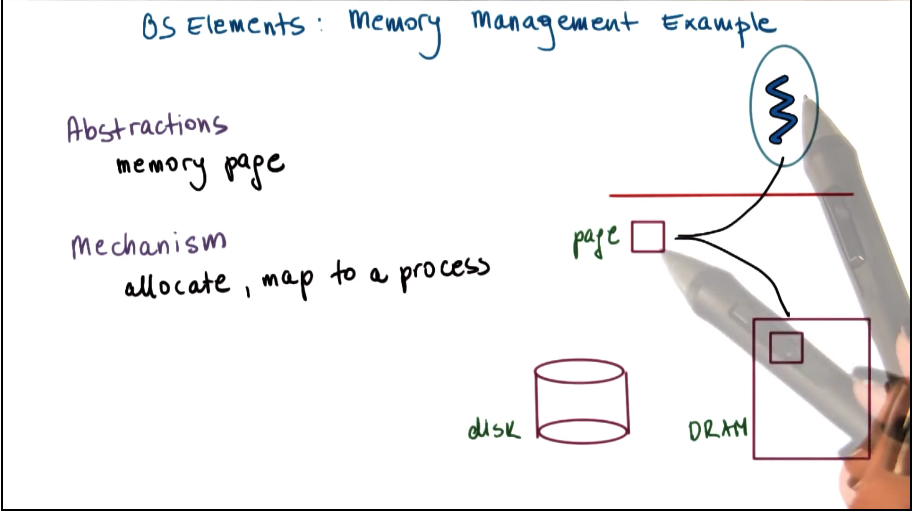 OS Elements: Memory Management Example
Abstractions
memory page
Mechanism
allocate, map to a process
page
disk
DRAM